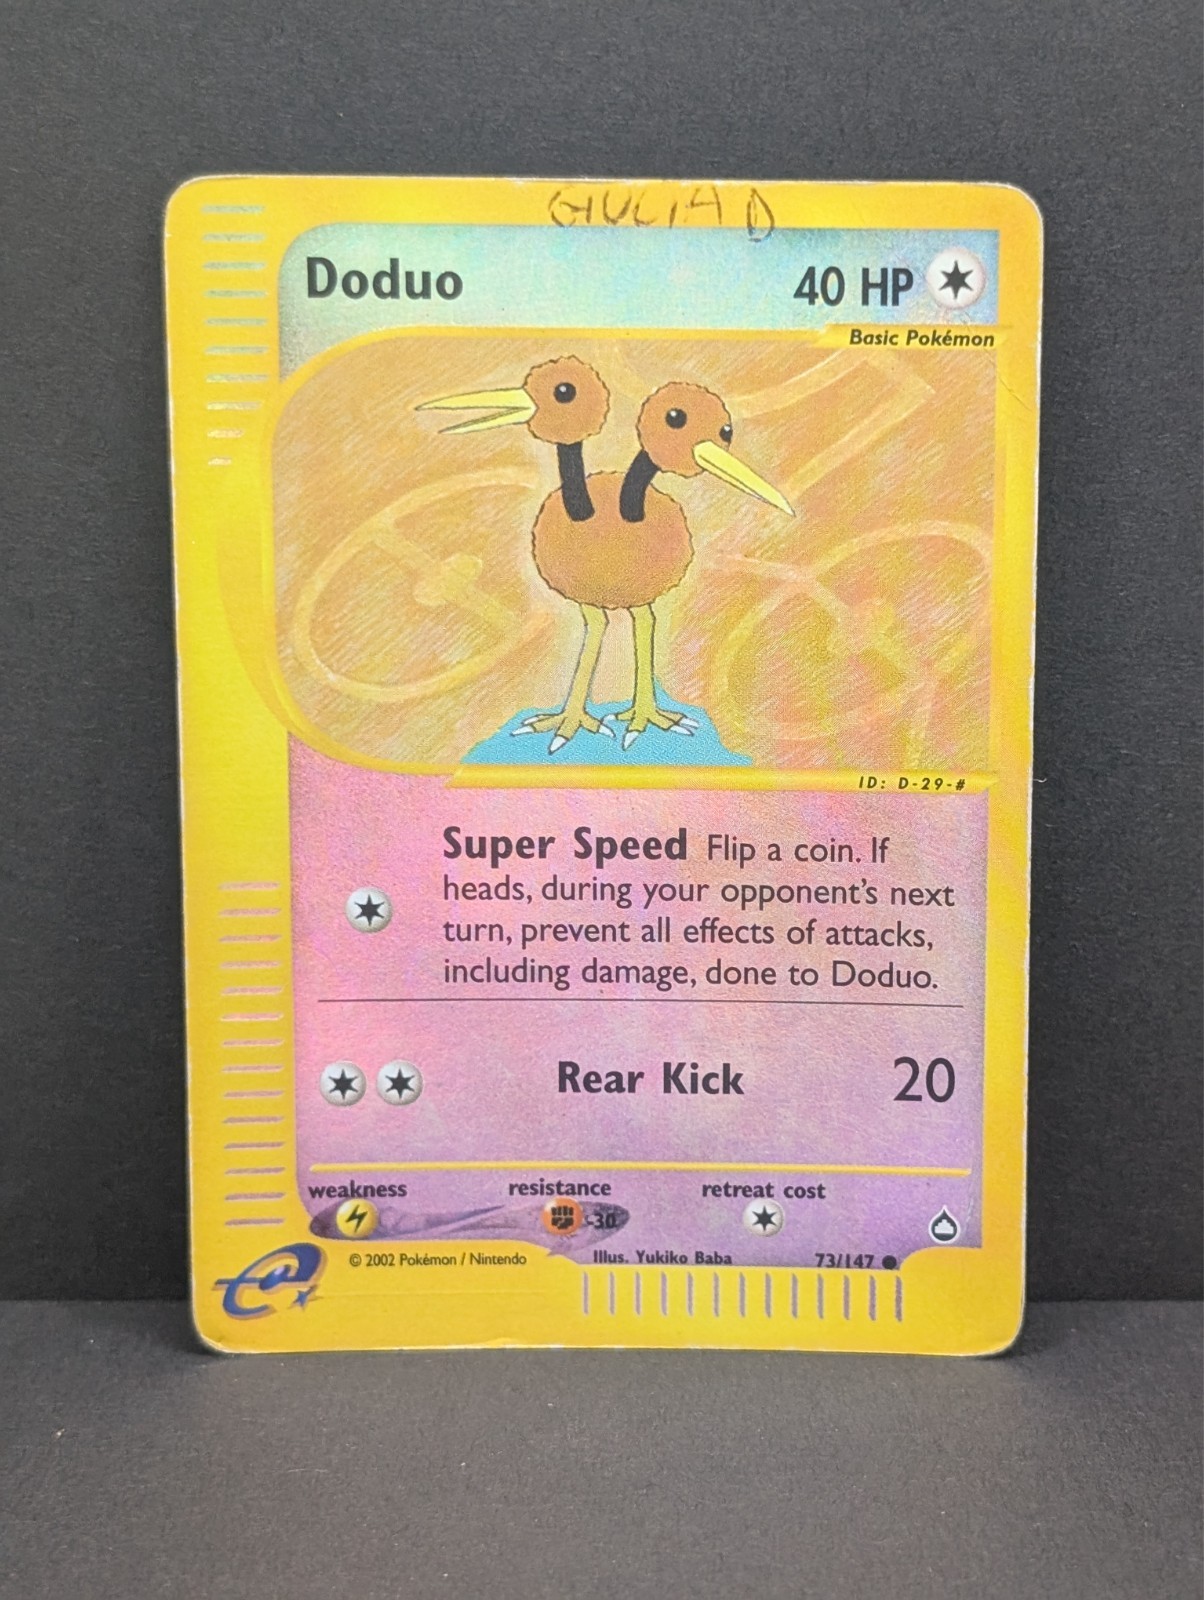 GIULIA D
Doduo 40 HP
Basic Pokémon
ID: D-29-#
Super Speed Flip a coin. If
heads, during your opponent's next
turn, prevent all effects of attacks,
including damage, done to Doduo.
Rear Kick 20
weakness resistance retreat cost
-30
© 2002 Pokémon / Nintendo Illus. Yukiko Baba 73/147
e